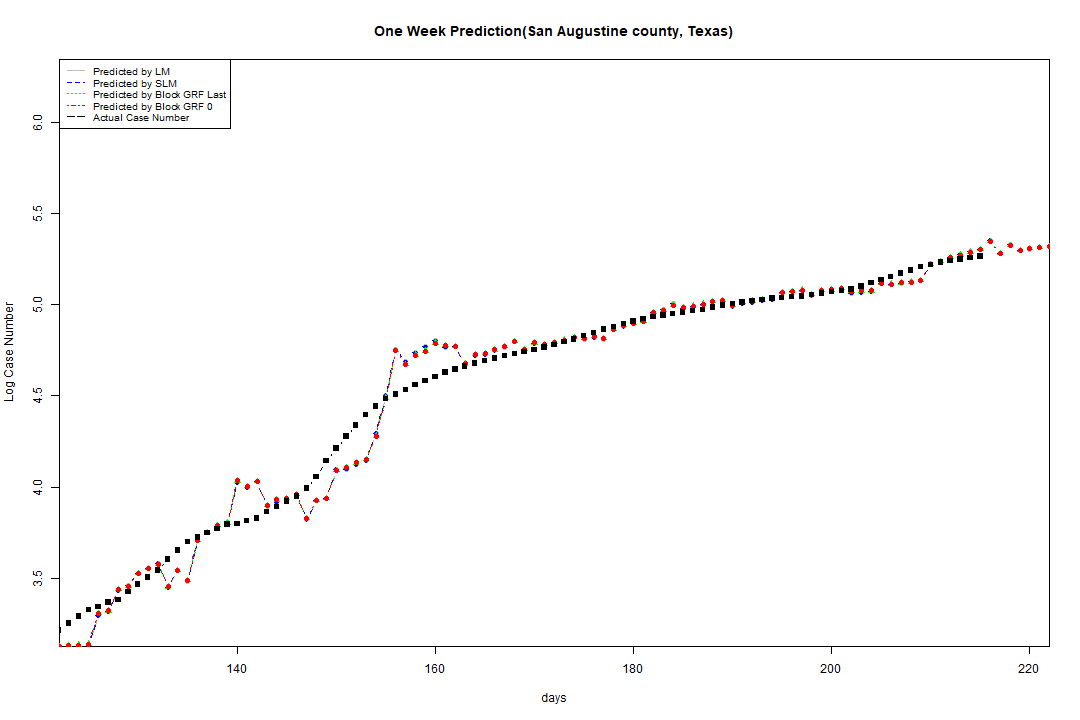 One Week Prediction(San Augustine county, Texas)
Predicted by LM
Predicted by SLM
Predicted by Block GRF Last
Predicted by Block GRF 0
Actual Case Number
6.0
5.5
5.0
4.5
4.0
3.5
Log Case Number
140 160 180 200 220
days